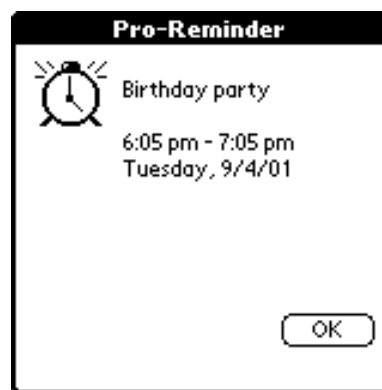 Pro-Reminder
Birthday party
6:05 pm - 7:05 pm
Tuesday, 9/4/01
OK